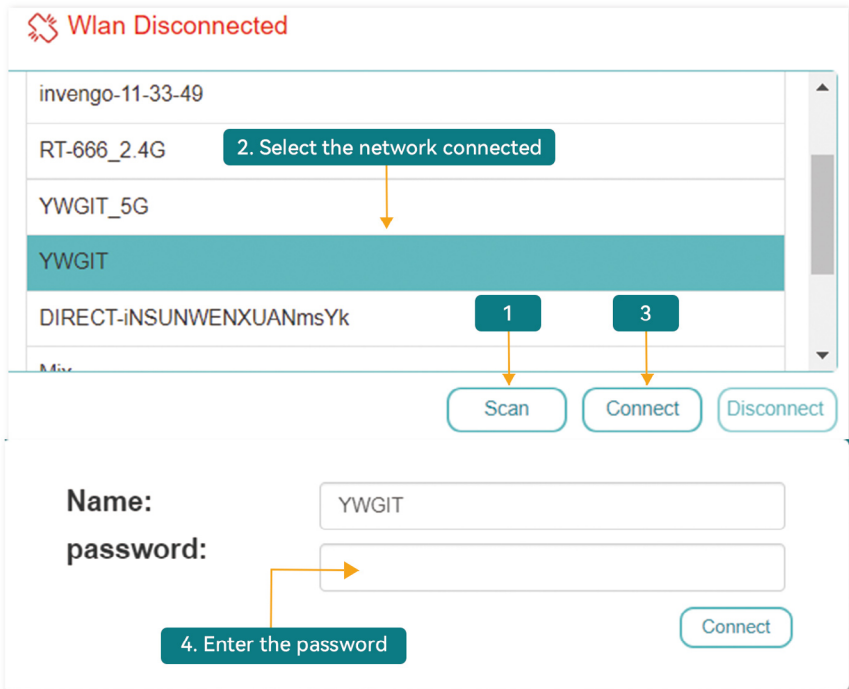 Wlan Disconnected
invengo-11-33-49
RT-666_2.4G
2. Select the network connected
YWGIT_5G
YWGIT
DIRECT-iNSUNWENXUANmsYk
1
3
Scan
Connect
Disconnect
Name:
YWGIT
password:
4. Enter the password
Connect